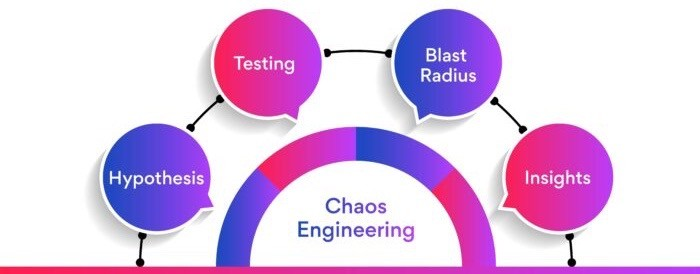 Testing
Blast
Radius
Hypothesis
Insights
Chaos
Engineering